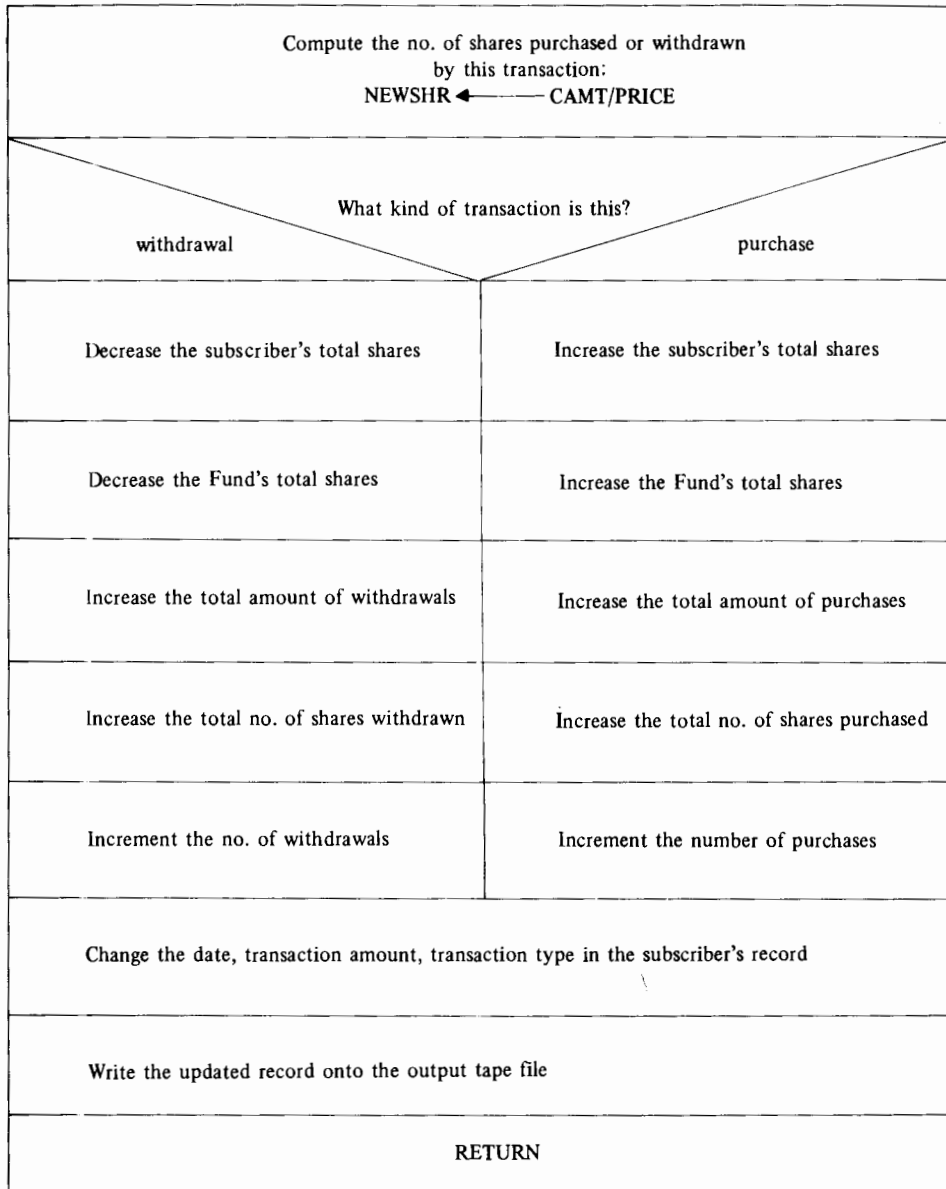 Compute the no. of shares purchased or withdrawn
by this transaction:
NEWSHR ◄—— CAMT/PRICE
What kind of transaction is this?
withdrawal
purchase
Decrease the subscriber's total shares
Increase the subscriber's total shares
Decrease the Fund's total shares
Increase the Fund's total shares
Increase the total amount of withdrawals
Increase the total amount of purchases
Increase the total no. of shares withdrawn
Increase the total no. of shares purchased
Increment the no. of withdrawals
Increment the number of purchases
Change the date, transaction amount, transaction type in the subscriber's record
Write the updated record onto the output tape file
RETURN